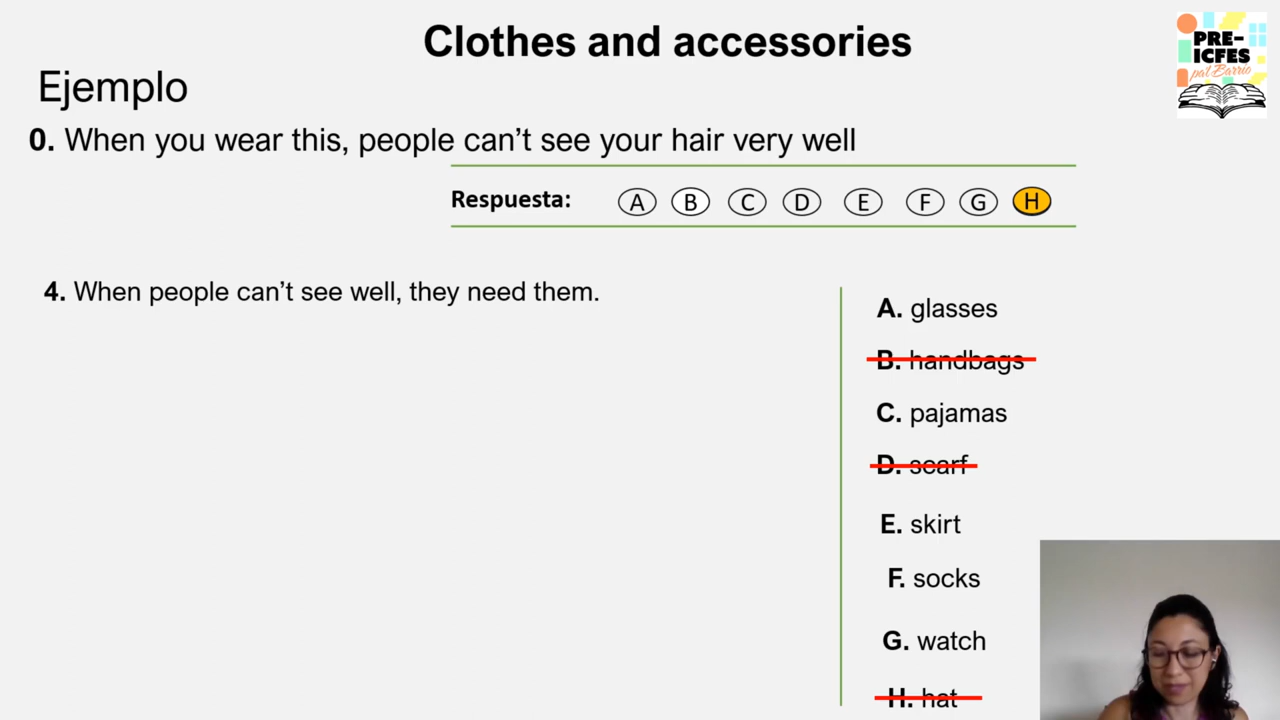 Clothes and accessories
PRE-
ICFES
pal Barrio
Ejemplo
0. When you wear this, people can’t see your hair very well
Respuesta: A B C D E F G H
4. When people can’t see well, they need them.
A. glasses
B. handbags
C. pajamas
D. scarf
E. skirt
F. socks
G. watch
H. hat